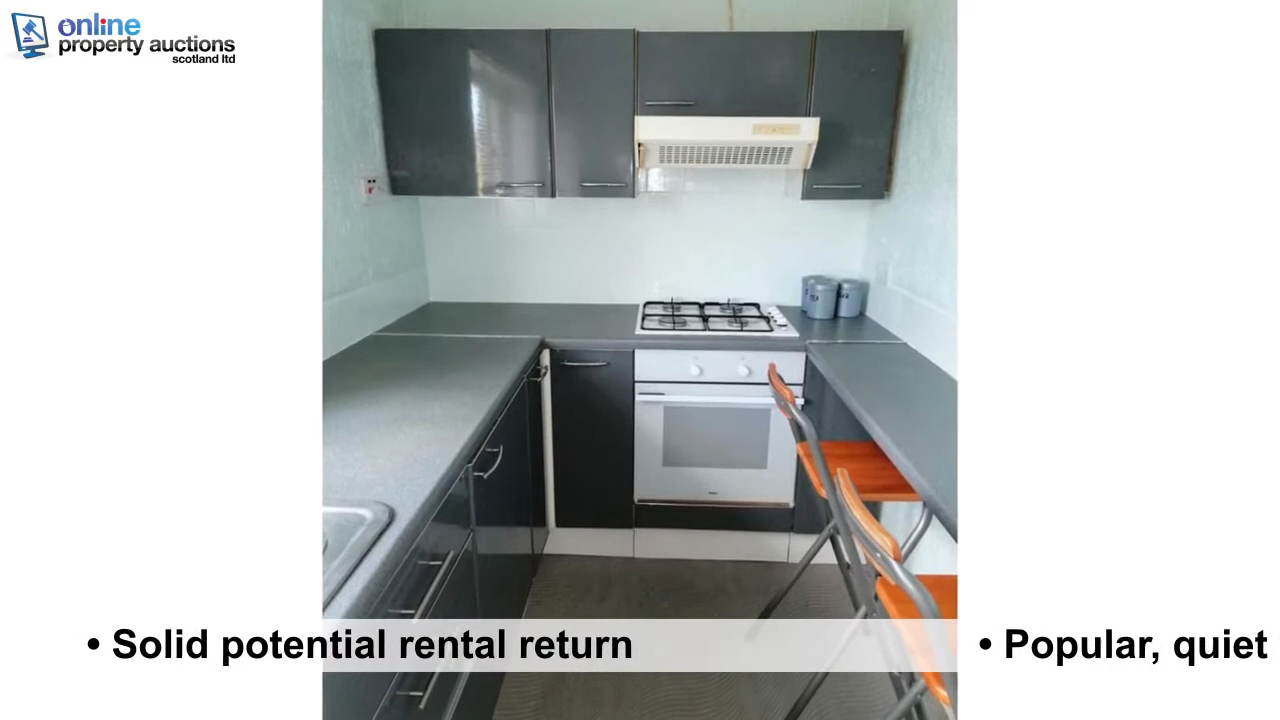 online
property auctions
scotland ltd
• Solid potential rental return
• Popular, quiet